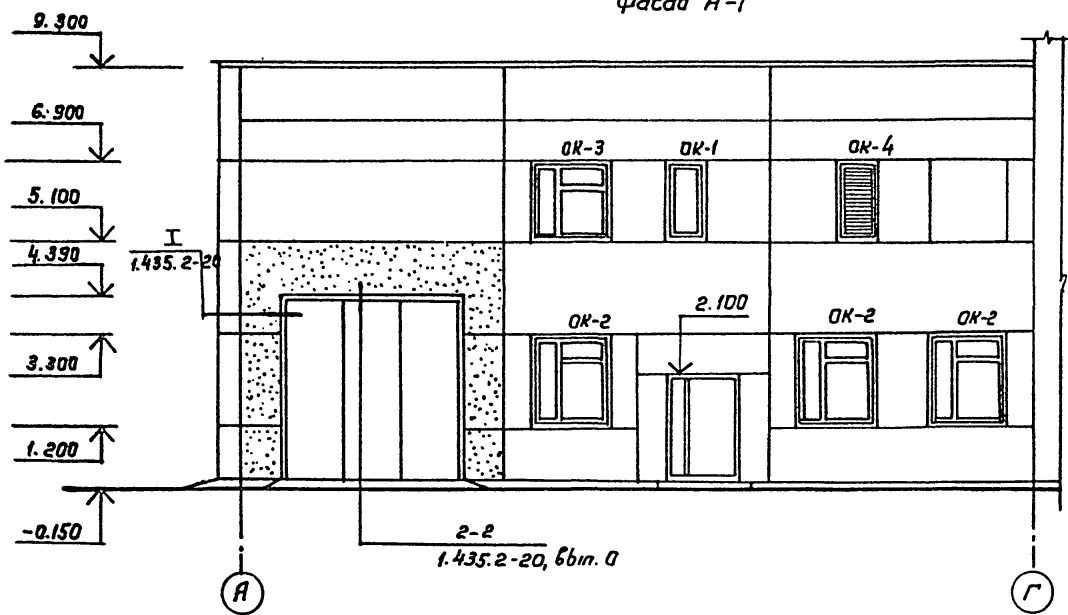 Фасад А-Г
9.300
6.900
ОК-3
ОК-1
ОК-4
5.100
I
1.435.2-20
4.390
2.100
ОК-2
ОК-2
ОК-2
3.300
1.200
-0.150
2-2
1.435.2-20, вып. 0
А
Г